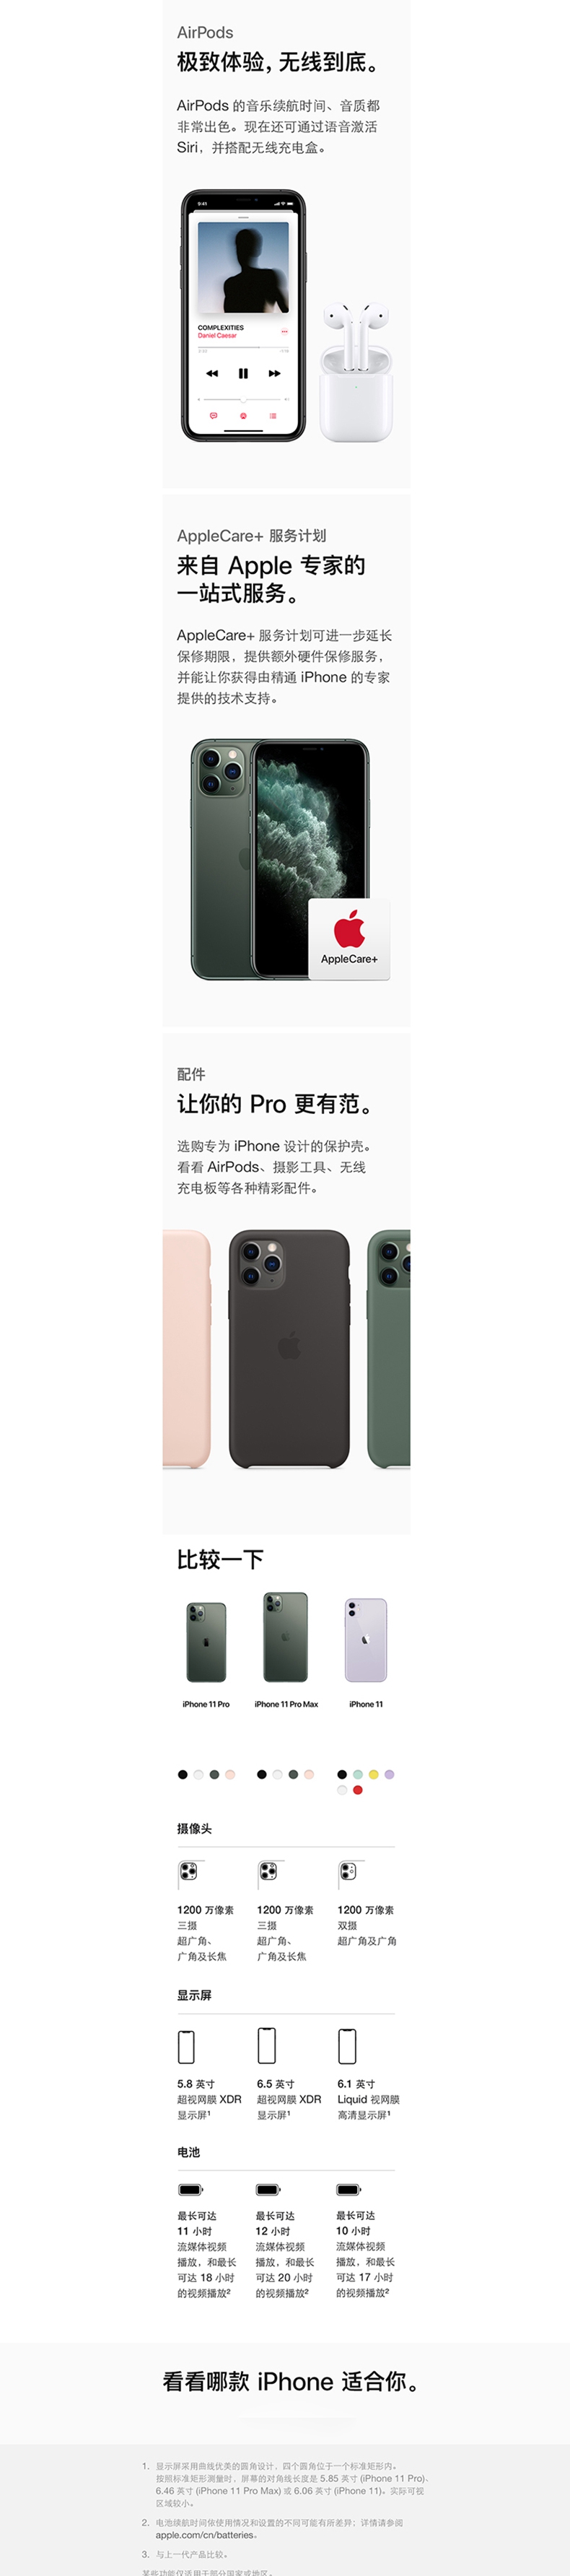 AirPods
极致体验，无线到底。
AirPods 的音乐续航时间、音质都
非常出色。现在还可通过语音激活
Siri，并搭配无线充电盒。
9:41
COMPLEXITIES
Daniel Caesar
AppleCare+ 服务计划
来自 Apple 专家的
一站式服务。
AppleCare+ 服务计划可进一步延长
保修期限，提供额外硬件保修服务，
并能让你获得由精通 iPhone 的专家
提供的技术支持。
AppleCare+
配件
让你的 Pro 更有范。
选购专为 iPhone 设计的保护壳。
看看 AirPods、摄影工具、无线
充电板等各种精彩配件。
比较一下
iPhone 11 Pro
iPhone 11 Pro Max
iPhone 11
摄像头
1200 万像素
三摄
超广角、
广角及长焦
1200 万像素
三摄
超广角、
广角及长焦
1200 万像素
双摄
超广角及广角
显示屏
5.8 英寸
超视网膜 XDR
显示屏¹
6.5 英寸
超视网膜 XDR
显示屏¹
6.1 英寸
Liquid 视网膜
高清显示屏¹
电池
最长可达
11 小时
流媒体视频
播放，和最长
可达 18 小时
的视频播放²
最长可达
12 小时
流媒体视频
播放，和最长
可达 20 小时
的视频播放²
最长可达
10 小时
流媒体视频
播放，和最长
可达 17 小时
的视频播放²
看看哪款 iPhone 适合你。
1. 显示屏采用曲线优美的圆角设计，四个圆角位于一个标准矩形内。
按照标准矩形测量时，屏幕的对角线长度是 5.85 英寸 (iPhone 11 Pro)、
6.46 英寸 (iPhone 11 Pro Max) 或 6.06 英寸 (iPhone 11)。实际可视
区域较小。
2. 电池续航时间依使用情况和设置的不同可能有所差异；详情请参阅
apple.com/cn/batteries。
3. 与上一代产品比较。
某些功能仅适用于部分国家或地区。